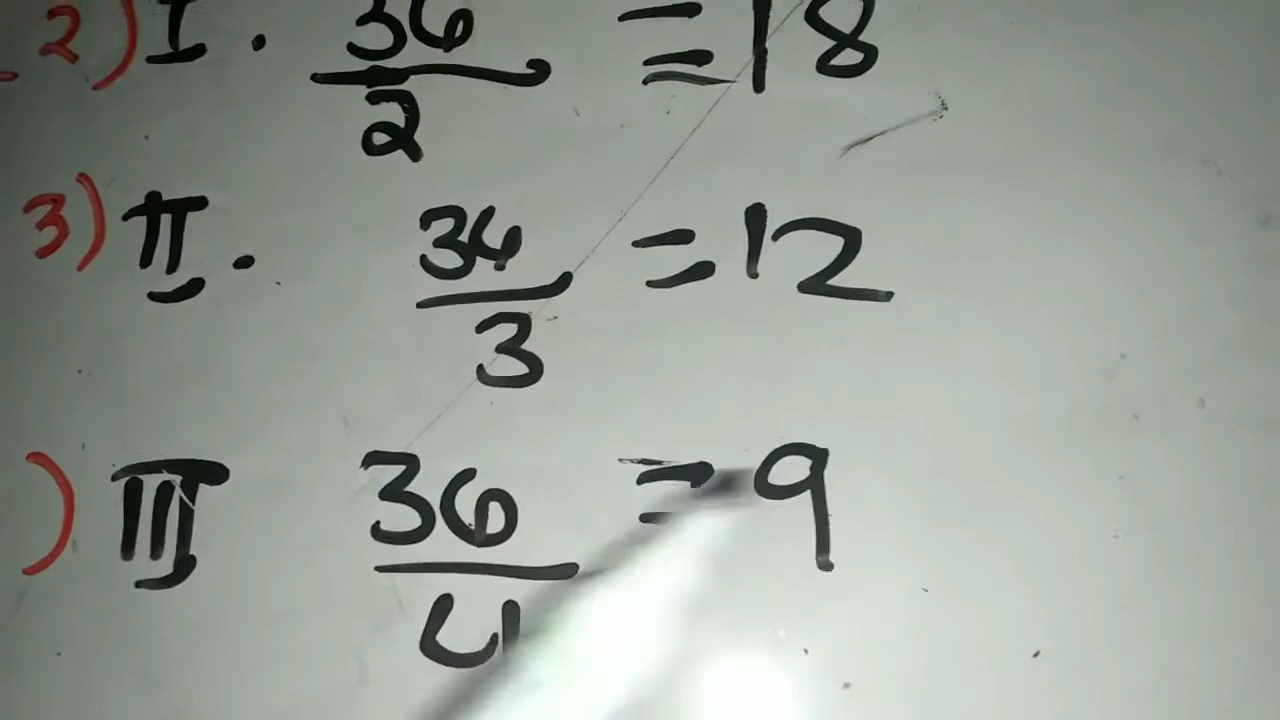 2) I. 36/2 = 18
3) II. 34/3 = 12
) III 36/4 = 9